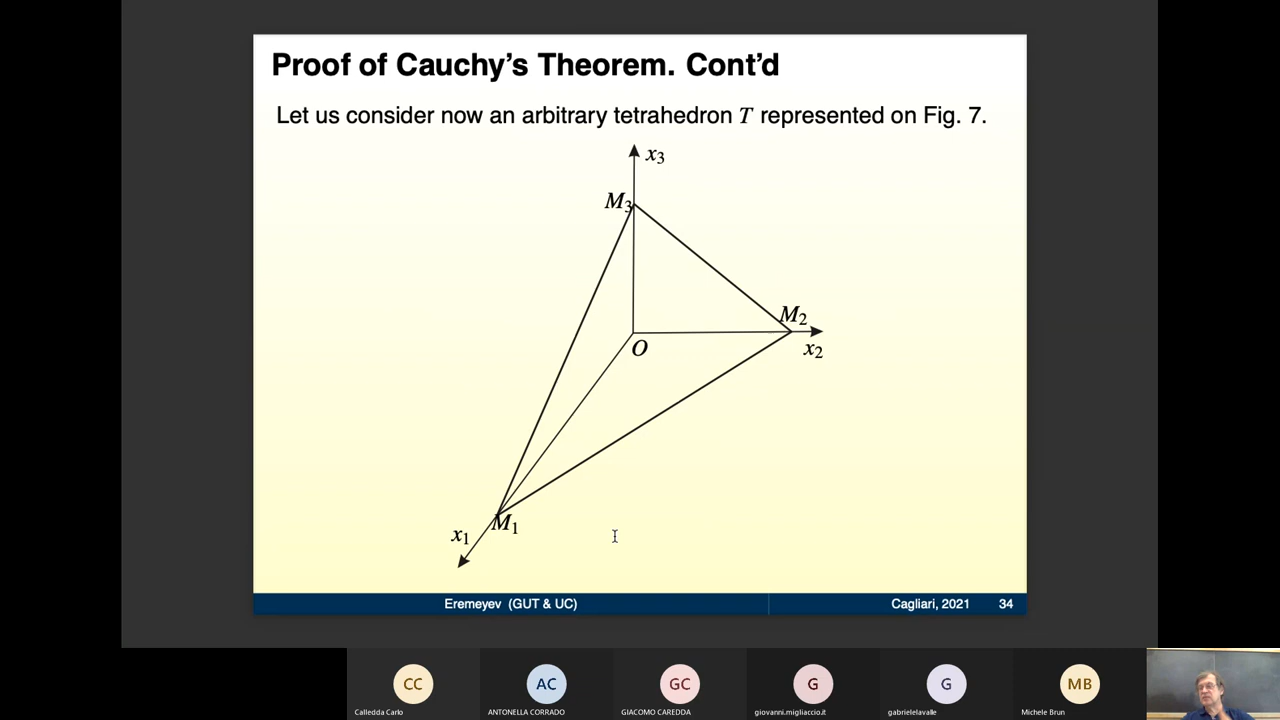 Proof of Cauchy's Theorem. Cont'd
Let us consider now an arbitrary tetrahedron T represented on Fig. 7.
x3
M3
M2
O
x2
M1
x1
Eremeyev (GUT & UC)
Cagliari, 2021
34
CC
AC
GC
G
G
MB
Calledda Carlo
ANTONELLA CORRADO
GIACOMO CAREDDA
giovanni.migliaccio.it
gabrielelavalle
Michele Brun